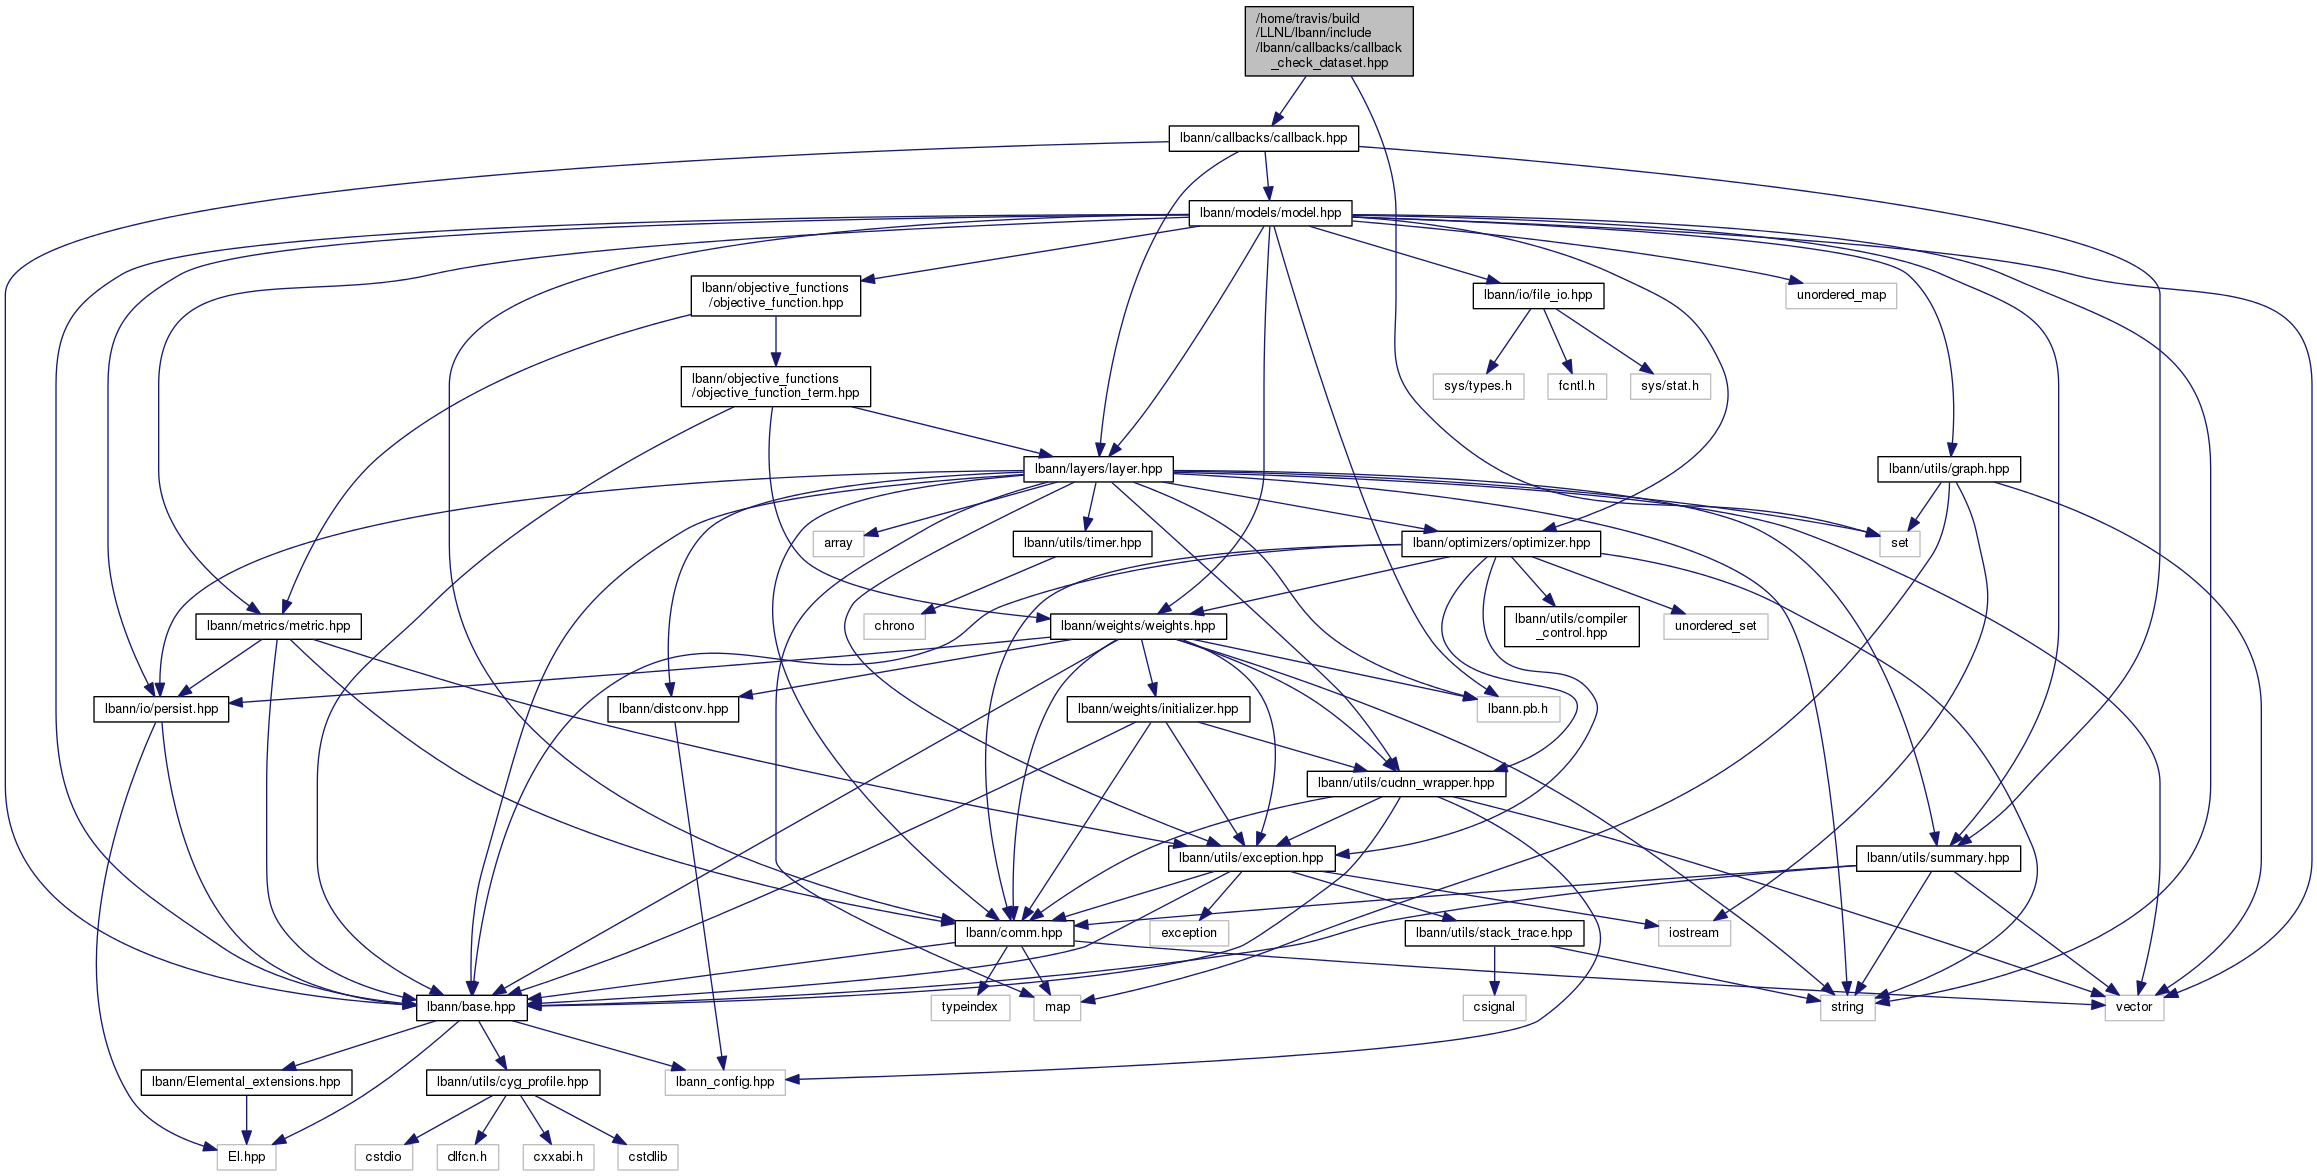 /home/travis/build
/LLNL/lbann/include
/lbann/callbacks/callback
_check_dataset.hpp
lbann/callbacks/callback.hpp
lbann/models/model.hpp
lbann/objective_functions
/objective_function.hpp
lbann/io/file_io.hpp
unordered_map
lbann/objective_functions
/objective_function_term.hpp
sys/types.h
fcntl.h
sys/stat.h
lbann/layers/layer.hpp
lbann/utils/graph.hpp
array
lbann/utils/timer.hpp
lbann/optimizers/optimizer.hpp
set
lbann/metrics/metric.hpp
chrono
lbann/weights/weights.hpp
lbann/utils/compiler
_control.hpp
unordered_set
lbann/io/persist.hpp
lbann/distconv.hpp
lbann/weights/initializer.hpp
lbann.pb.h
lbann/utils/cudnn_wrapper.hpp
lbann/utils/exception.hpp
lbann/utils/summary.hpp
lbann/comm.hpp
exception
lbann/utils/stack_trace.hpp
iostream
lbann/base.hpp
typeindex
map
csignal
string
vector
lbann/Elemental_extensions.hpp
lbann/utils/cyg_profile.hpp
lbann_config.hpp
El.hpp
cstdio
dlfcn.h
cxxabi.h
cstdlib